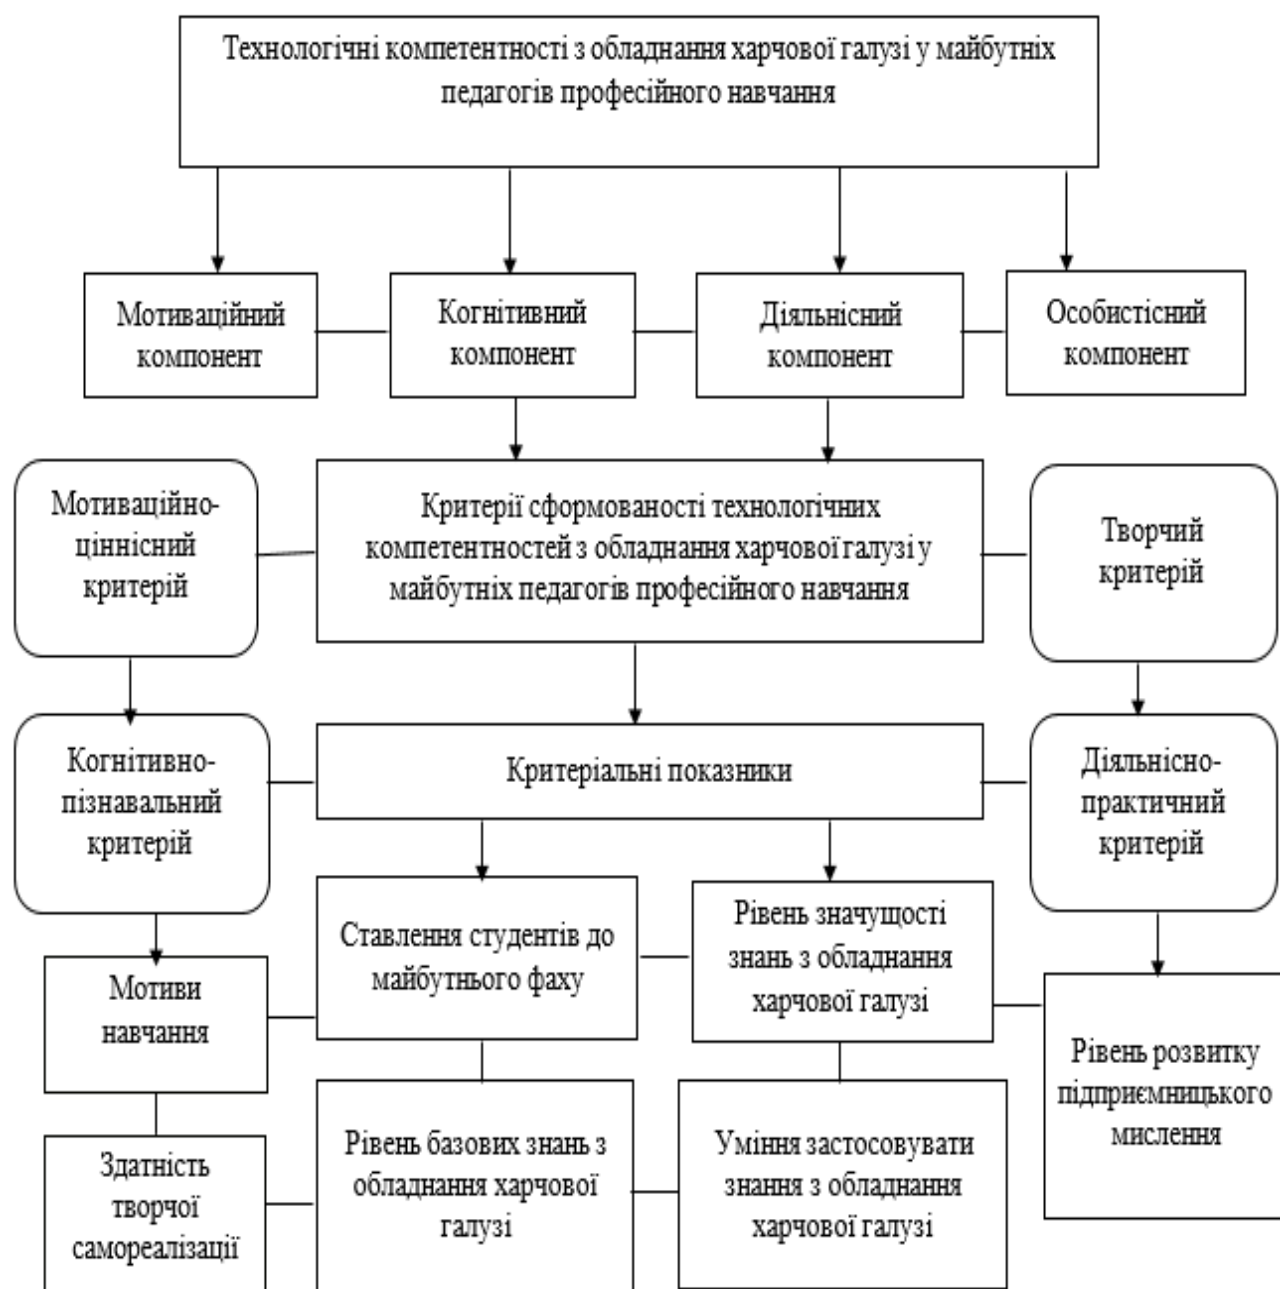 Технологічні компетентності з обладнання харчової галузі у майбутніх
педагогів професійного навчання
Мотиваційний
компонент
Когнітивний
компонент
Діяльнісний
компонент
Особистісний
компонент
Мотиваційно-
ціннісний
критерій
Критерії сформованості технологічних
компетентностей з обладнання харчової галузі у
майбутніх педагогів професійного навчання
Творчий
критерій
Когнітивно-
пізнавальний
критерій
Критеріальні показники
Діяльнісно-
практичний
критерій
Мотиви
навчання
Ставлення студентів до
майбутнього фаху
Рівень значущості
знань з обладнання
харчової галузі
Рівень розвитку
підприємницького
мислення
Здатність
творчої
самореалізації
Рівень базових знань з
обладнання харчової
галузі
Уміння застосовувати
знання з обладнання
харчової галузі